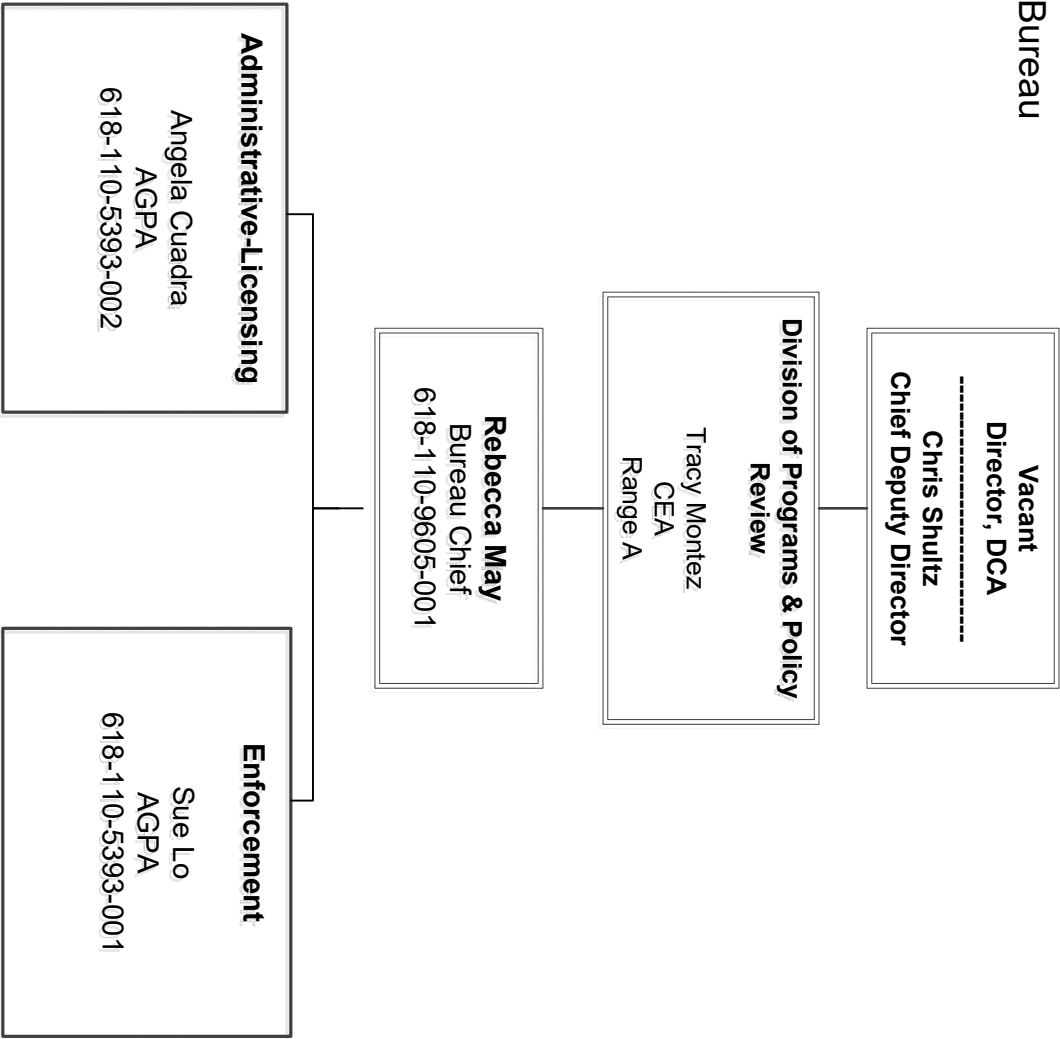 Bureau
Vacant
Director, DCA
Chris Shultz
Chief Deputy Director
Division of Programs & Policy
Review
Tracy Montez
CEA
Range A
Rebecca May
Bureau Chief
618-110-9605-001
Administrative-Licensing
Angela Cuadra
AGPA
618-110-5393-002
Enforcement
Sue Lo
AGPA
618-110-5393-001